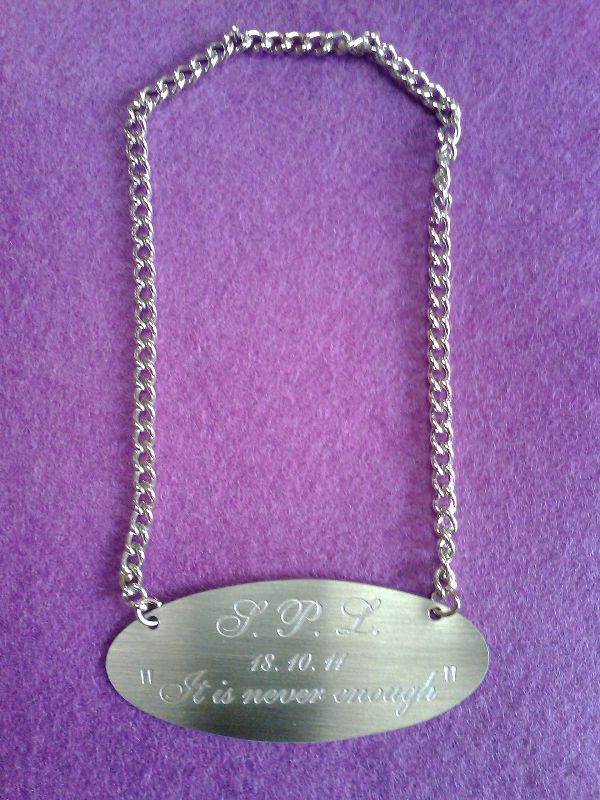 S. P. L.
18. 10. 11
"It is never enough"